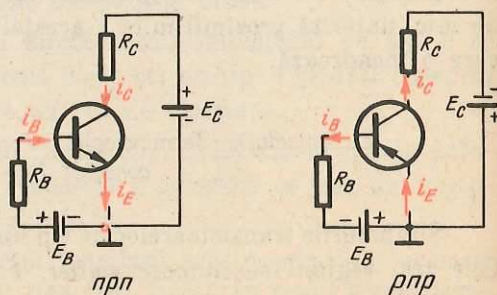 R_C
i_C
+
−
E_C
i_B
R_B
i_E
+ −
E_B
npn
R_C
i_C
E_C
−
+
i_B
R_B
i_E
− +
E_B
pnp